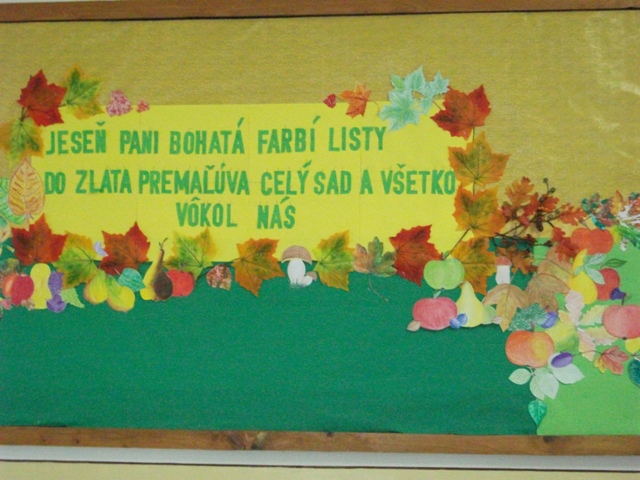 JESEŇ PANI BOHATÁ FARBÍ LISTY
DO ZLATA PREMAĽÚVA CELÝ SAD A VŠETKO
VÔKOL NÁS